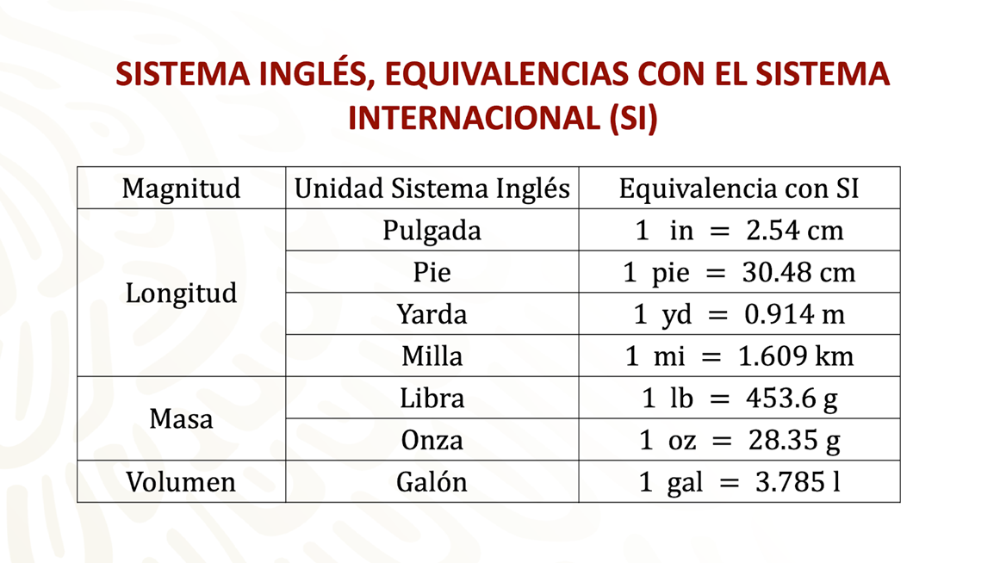 SISTEMA INGLÉS, EQUIVALENCIAS CON EL SISTEMA
INTERNACIONAL (SI)
Magnitud Unidad Sistema Inglés Equivalencia con SI
Longitud
Pulgada 1 in = 2.54 cm
Pie 1 pie = 30.48 cm
Yarda 1 yd = 0.914 m
Milla 1 mi = 1.609 km
Masa
Libra 1 lb = 453.6 g
Onza 1 oz = 28.35 g
Volumen Galón 1 gal = 3.785 l